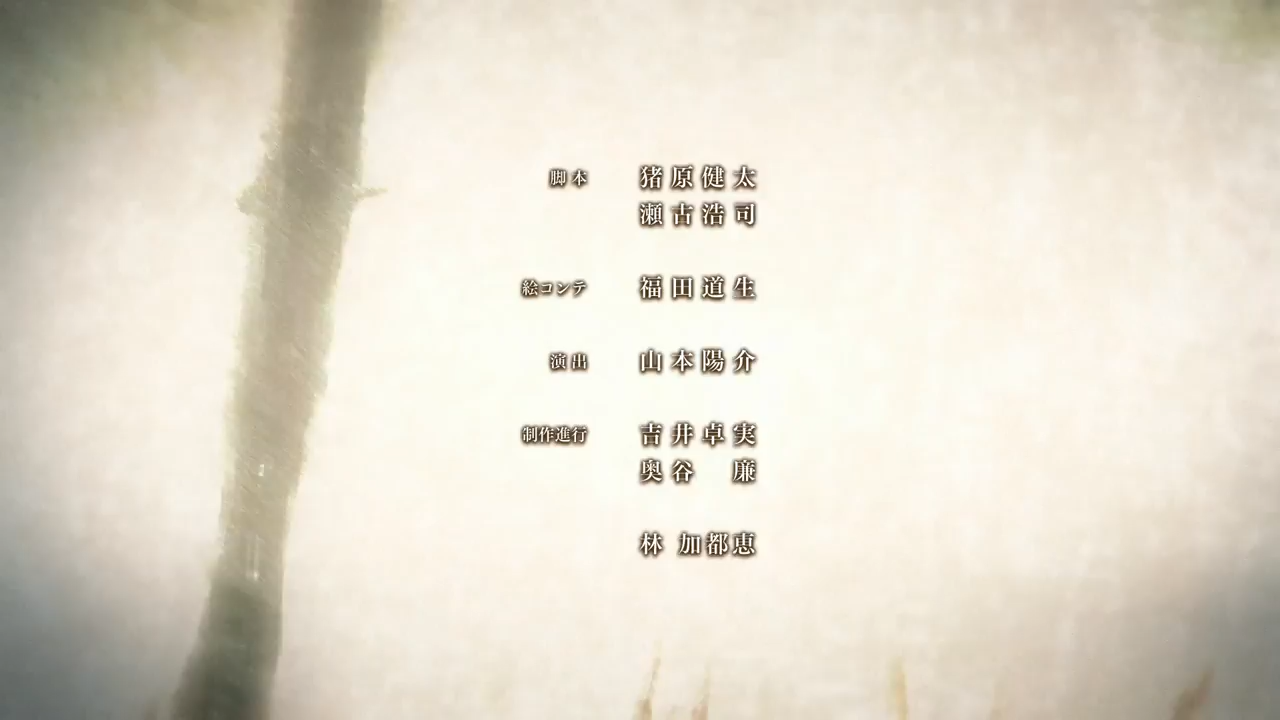 脚本 猪原健太
瀬古浩司
絵コンテ 福田道生
演出 山本陽介
制作進行 吉井卓実
奥谷 廉
林 加都恵